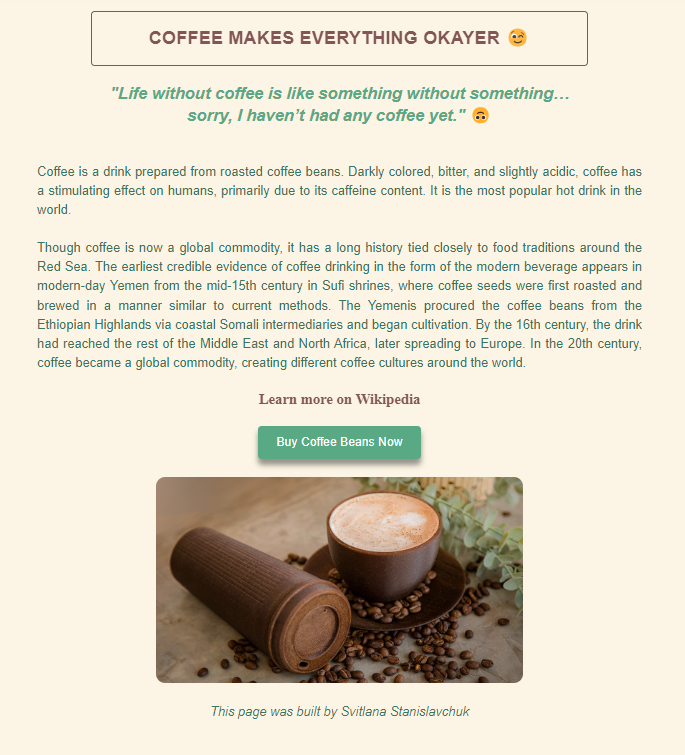 COFFEE MAKES EVERYTHING OKAYER 😉
"Life without coffee is like something without something…
sorry, I haven’t had any coffee yet." 🙃
Coffee is a drink prepared from roasted coffee beans. Darkly colored, bitter, and slightly acidic, coffee has
a stimulating effect on humans, primarily due to its caffeine content. It is the most popular hot drink in the
world.
Though coffee is now a global commodity, it has a long history tied closely to food traditions around the
Red Sea. The earliest credible evidence of coffee drinking in the form of the modern beverage appears in
modern-day Yemen from the mid-15th century in Sufi shrines, where coffee seeds were first roasted and
brewed in a manner similar to current methods. The Yemenis procured the coffee beans from the
Ethiopian Highlands via coastal Somali intermediaries and began cultivation. By the 16th century, the drink
had reached the rest of the Middle East and North Africa, later spreading to Europe. In the 20th century,
coffee became a global commodity, creating different coffee cultures around the world.
Learn more on Wikipedia
Buy Coffee Beans Now
This page was built by Svitlana Stanislavchuk